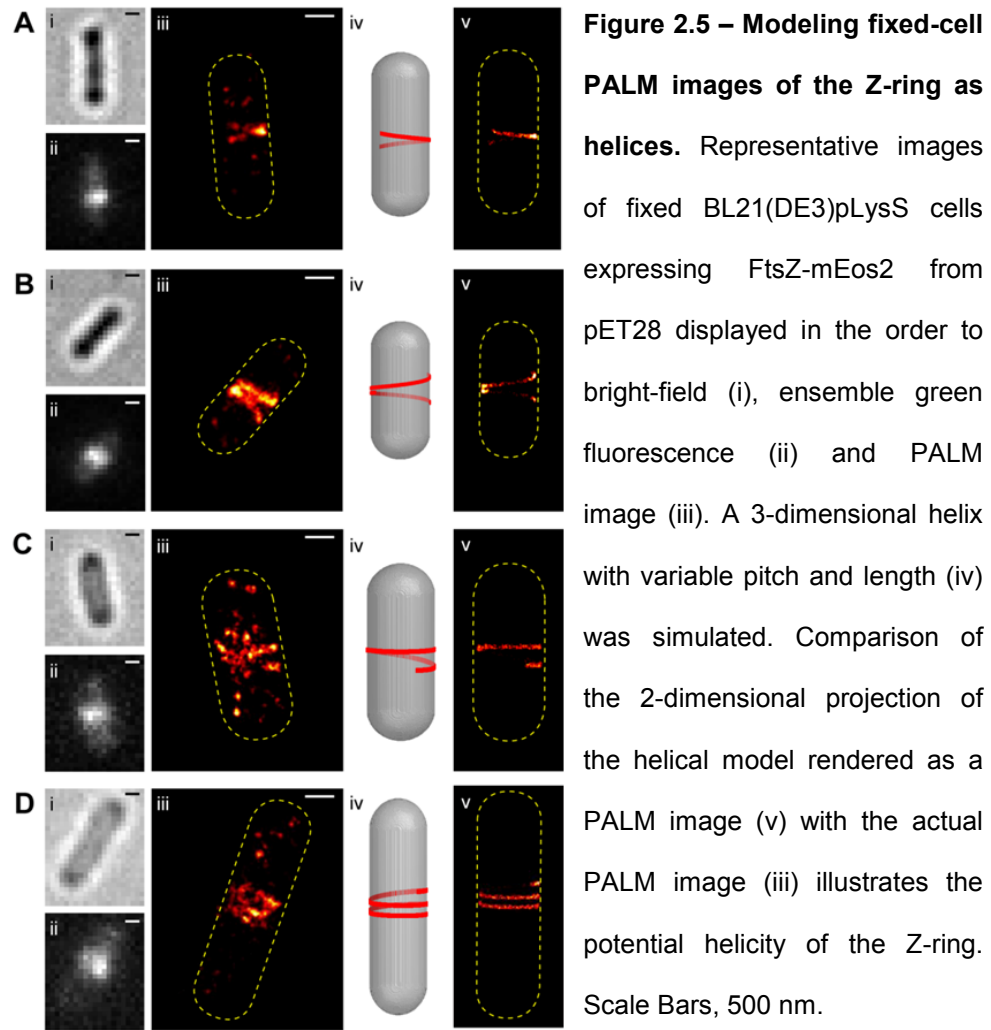 A
i
iii
iv
v
ii
B
i
iii
iv
v
ii
C
i
iii
iv
v
ii
D
i
iii
iv
v
ii
Figure 2.5 – Modeling fixed-cell
PALM images of the Z-ring as
helices. Representative images
of fixed BL21(DE3)pLysS cells
expressing FtsZ-mEos2 from
pET28 displayed in the order to
bright-field (i), ensemble green
fluorescence (ii) and PALM
image (iii). A 3-dimensional helix
with variable pitch and length (iv)
was simulated. Comparison of
the 2-dimensional projection of
the helical model rendered as a
PALM image (v) with the actual
PALM image (iii) illustrates the
potential helicity of the Z-ring.
Scale Bars, 500 nm.